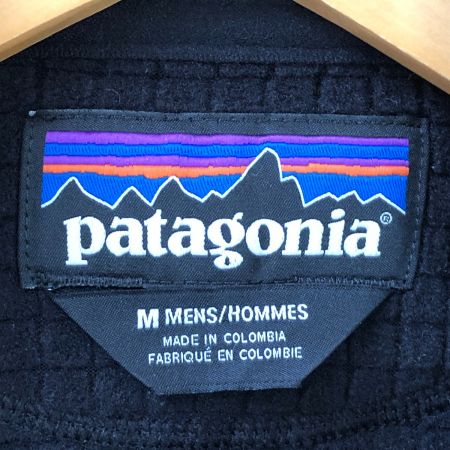 patagonia®
M MENS/HOMMES
MADE IN COLOMBIA
FABRIQUÉ EN COLOMBIE